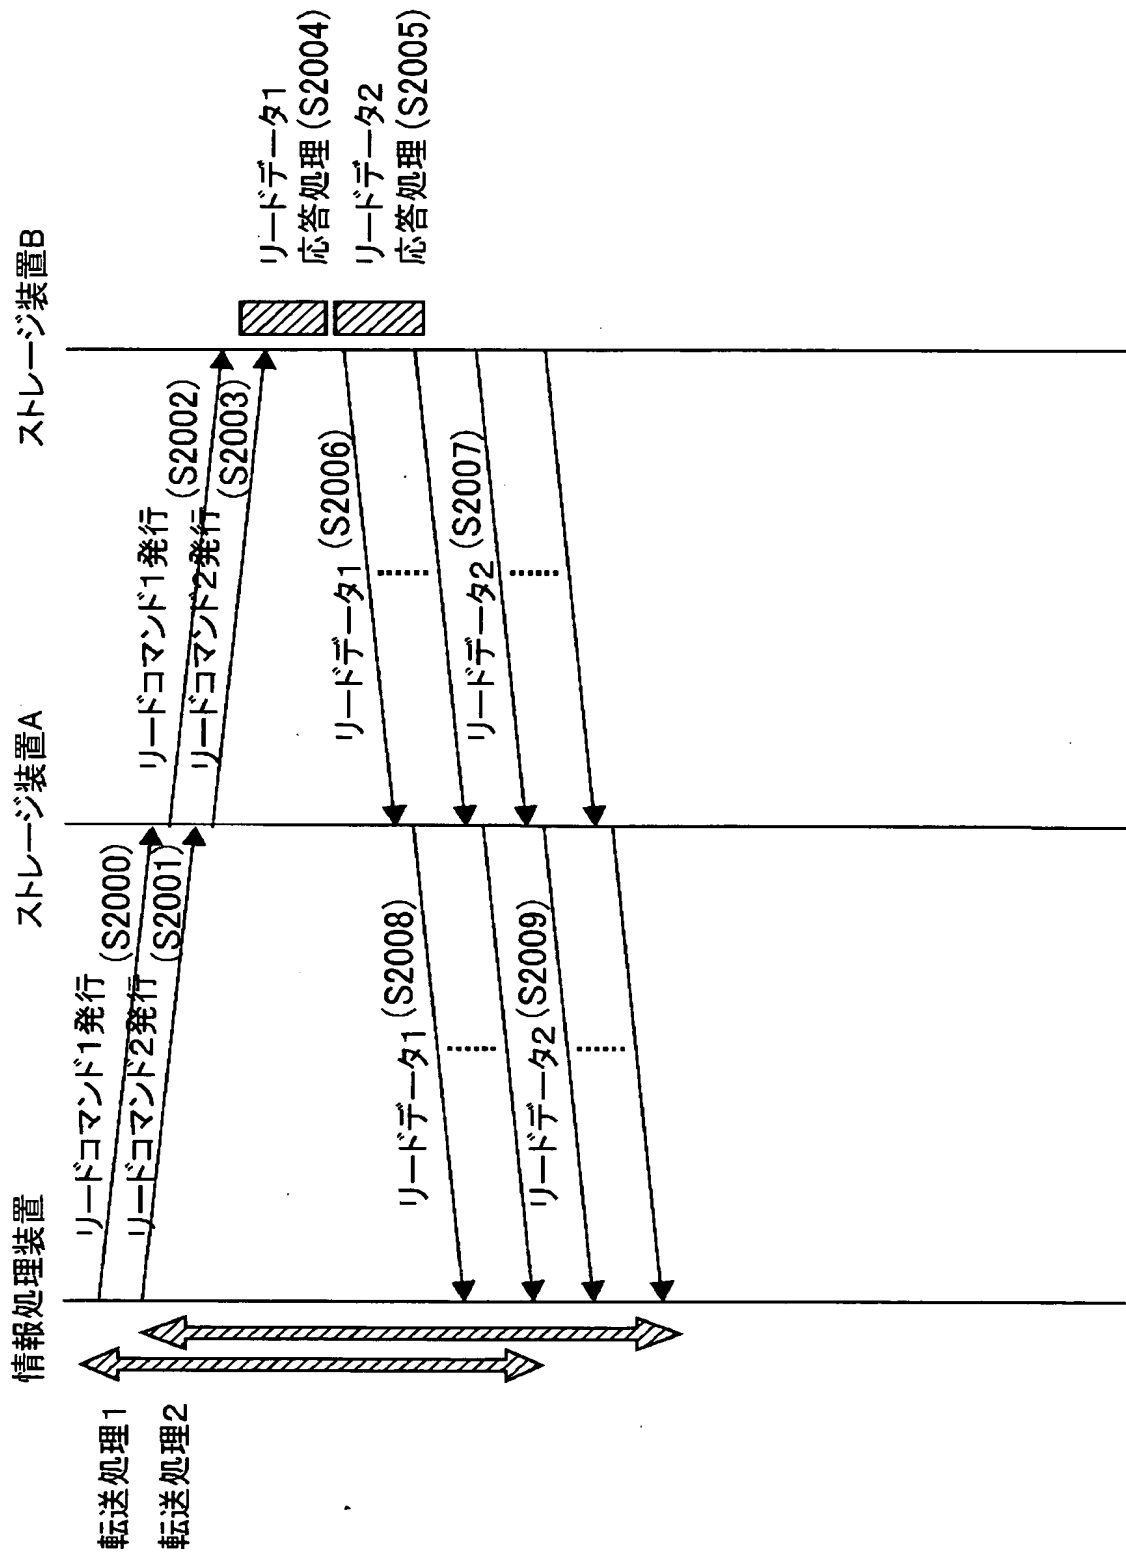 情報処理装置
ストレージ装置A
ストレージ装置B
転送処理1
転送処理2
リードコマンド1発行
(S2000)
リードコマンド2発行
(S2001)
リードコマンド1発行
(S2002)
リードコマンド2発行
(S2003)
リードデータ1
応答処理(S2004)
リードデータ2
応答処理(S2005)
リードデータ1(S2006)
リードデータ2(S2007)
リードデータ1(S2008)
リードデータ2(S2009)